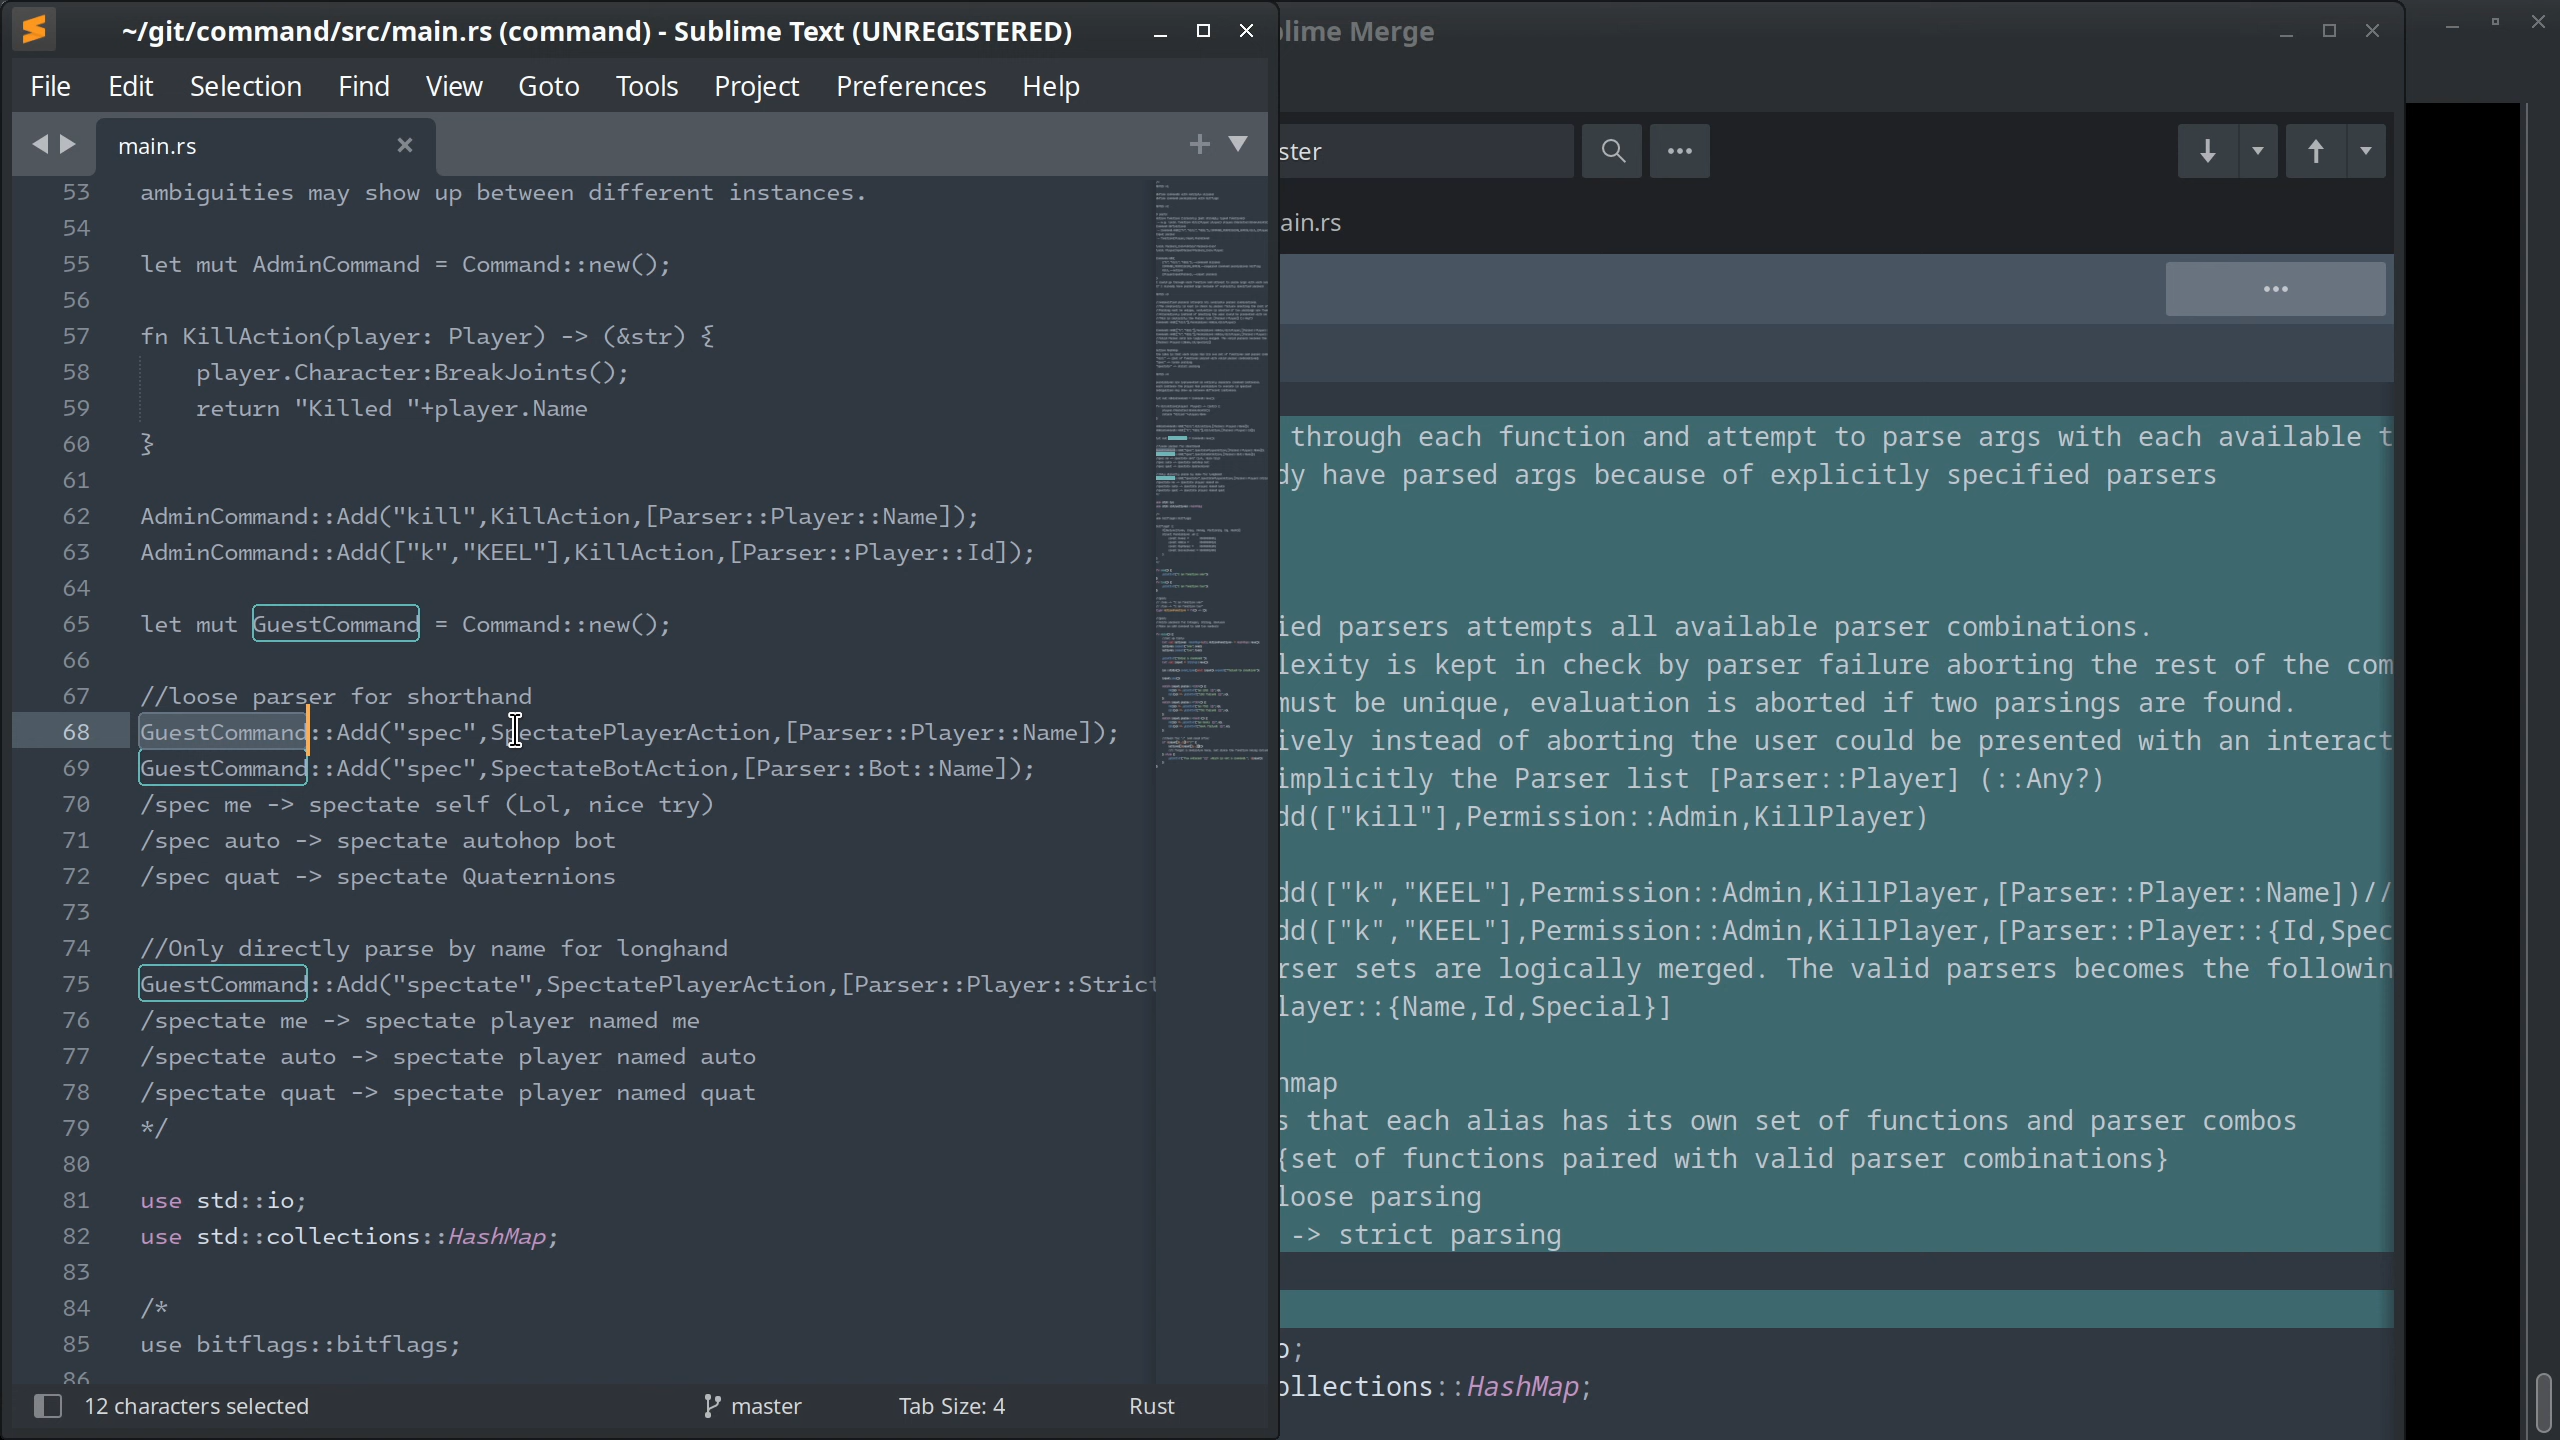 ~/git/command/src/main.rs (command) - Sublime Text (UNREGISTERED)
File Edit Selection Find View Goto Tools Project Preferences Help
main.rs
53 ambiguities may show up between different instances.
54
55 let mut AdminCommand = Command::new();
56
57 fn KillAction(player: Player) -> (&str) {
58 player.Character:BreakJoints();
59 return "Killed "+player.Name
60 }
61
62 AdminCommand::Add("kill",KillAction,[Parser::Player::Name]);
63 AdminCommand::Add(["k","KEEL"],KillAction,[Parser::Player::Id]);
64
65 let mut GuestCommand = Command::new();
66
67 //loose parser for shorthand
68 GuestCommand::Add("spec",SpectatePlayerAction,[Parser::Player::Name]);
69 GuestCommand::Add("spec",SpectateBotAction,[Parser::Bot::Name]);
70 /spec me -> spectate self (Lol, nice try)
71 /spec auto -> spectate autohop bot
72 /spec quat -> spectate Quaternions
73
74 //Only directly parse by name for longhand
75 GuestCommand::Add("spectate",SpectatePlayerAction,[Parser::Player::Strict
76 /spectate me -> spectate player named me
77 /spectate auto -> spectate player named auto
78 /spectate quat -> spectate player named quat
79 */
80
81 use std::io;
82 use std::collections::HashMap;
83
84 /*
85 use bitflags::bitflags;
86
12 characters selected master Tab Size: 4 Rust
blime Merge
ster
ain.rs
through each function and attempt to parse args with each available t
dy have parsed args because of explicitly specified parsers
ied parsers attempts all available parser combinations.
lexity is kept in check by parser failure aborting the rest of the com
must be unique, evaluation is aborted if two parsings are found.
ively instead of aborting the user could be presented with an interact
implicitly the Parser list [Parser::Player] (::Any?)
dd(["kill"],Permission::Admin,KillPlayer)
dd(["k","KEEL"],Permission::Admin,KillPlayer,[Parser::Player::Name])//
dd(["k","KEEL"],Permission::Admin,KillPlayer,[Parser::Player::{Id,Spec
rser sets are logically merged. The valid parsers becomes the followin
layer::{Name,Id,Special}]
hmap
s that each alias has its own set of functions and parser combos
{set of functions paired with valid parser combinations}
loose parsing
-> strict parsing
o;
ollections::HashMap;